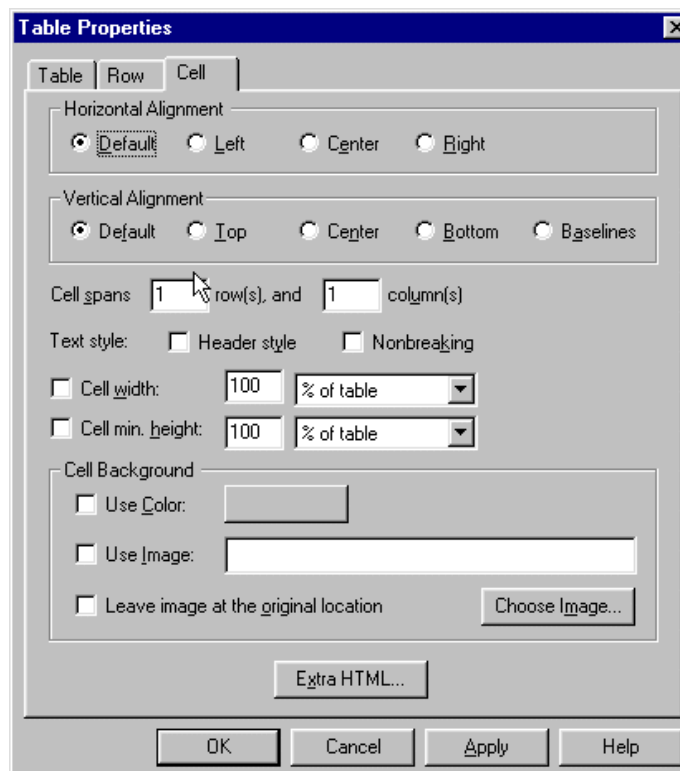 Table Properties
Table Row Cell
Horizontal Alignment
Default Left Center Right
Vertical Alignment
Default Top Center Bottom Baselines
Cell spans 1 row(s), and 1 column(s)
Text style: Header style Nonbreaking
Cell width: 100 % of table
Cell min. height: 100 % of table
Cell Background
Use Color:
Use Image:
Leave image at the original location Choose Image...
Extra HTML...
OK Cancel Apply Help